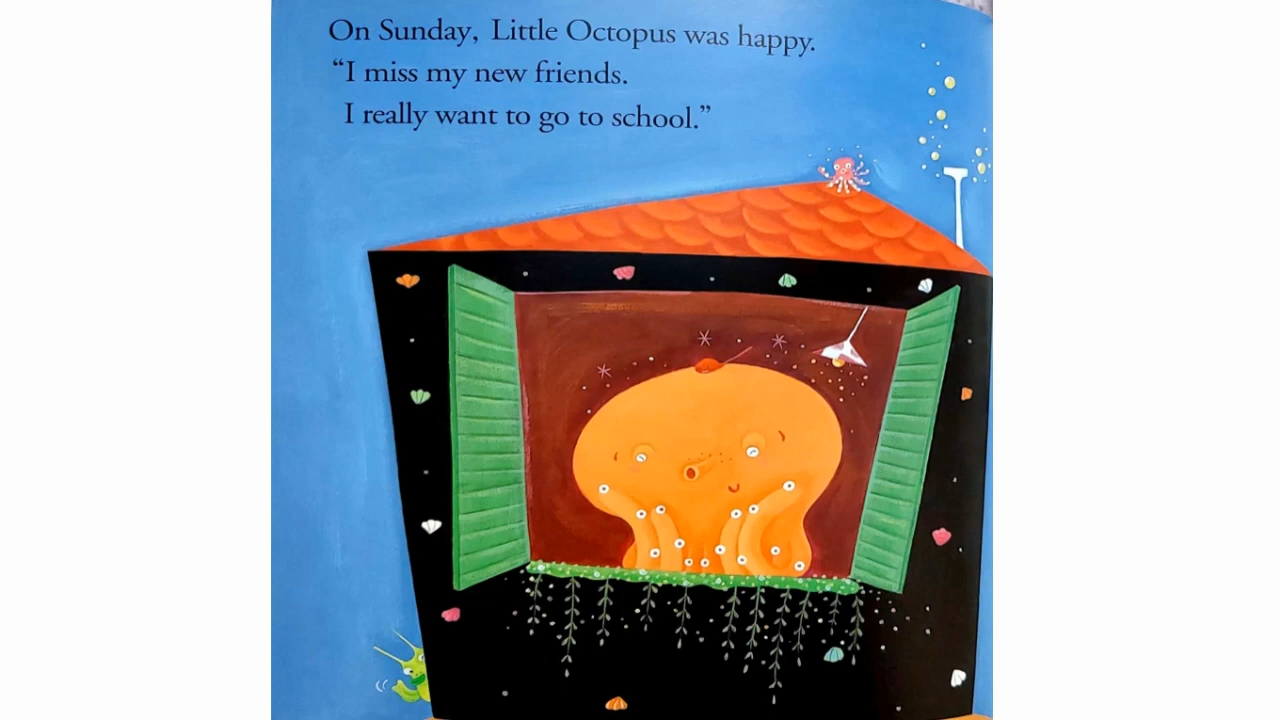 On Sunday, Little Octopus was happy.
“I miss my new friends.
I really want to go to school.”